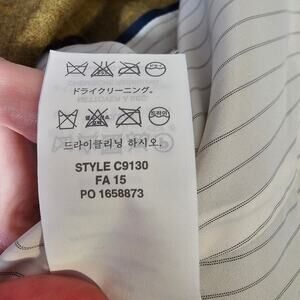 ドライクリーニング。
드라이클리닝 하시오.
STYLE C9130
FA 15
PO 1658873